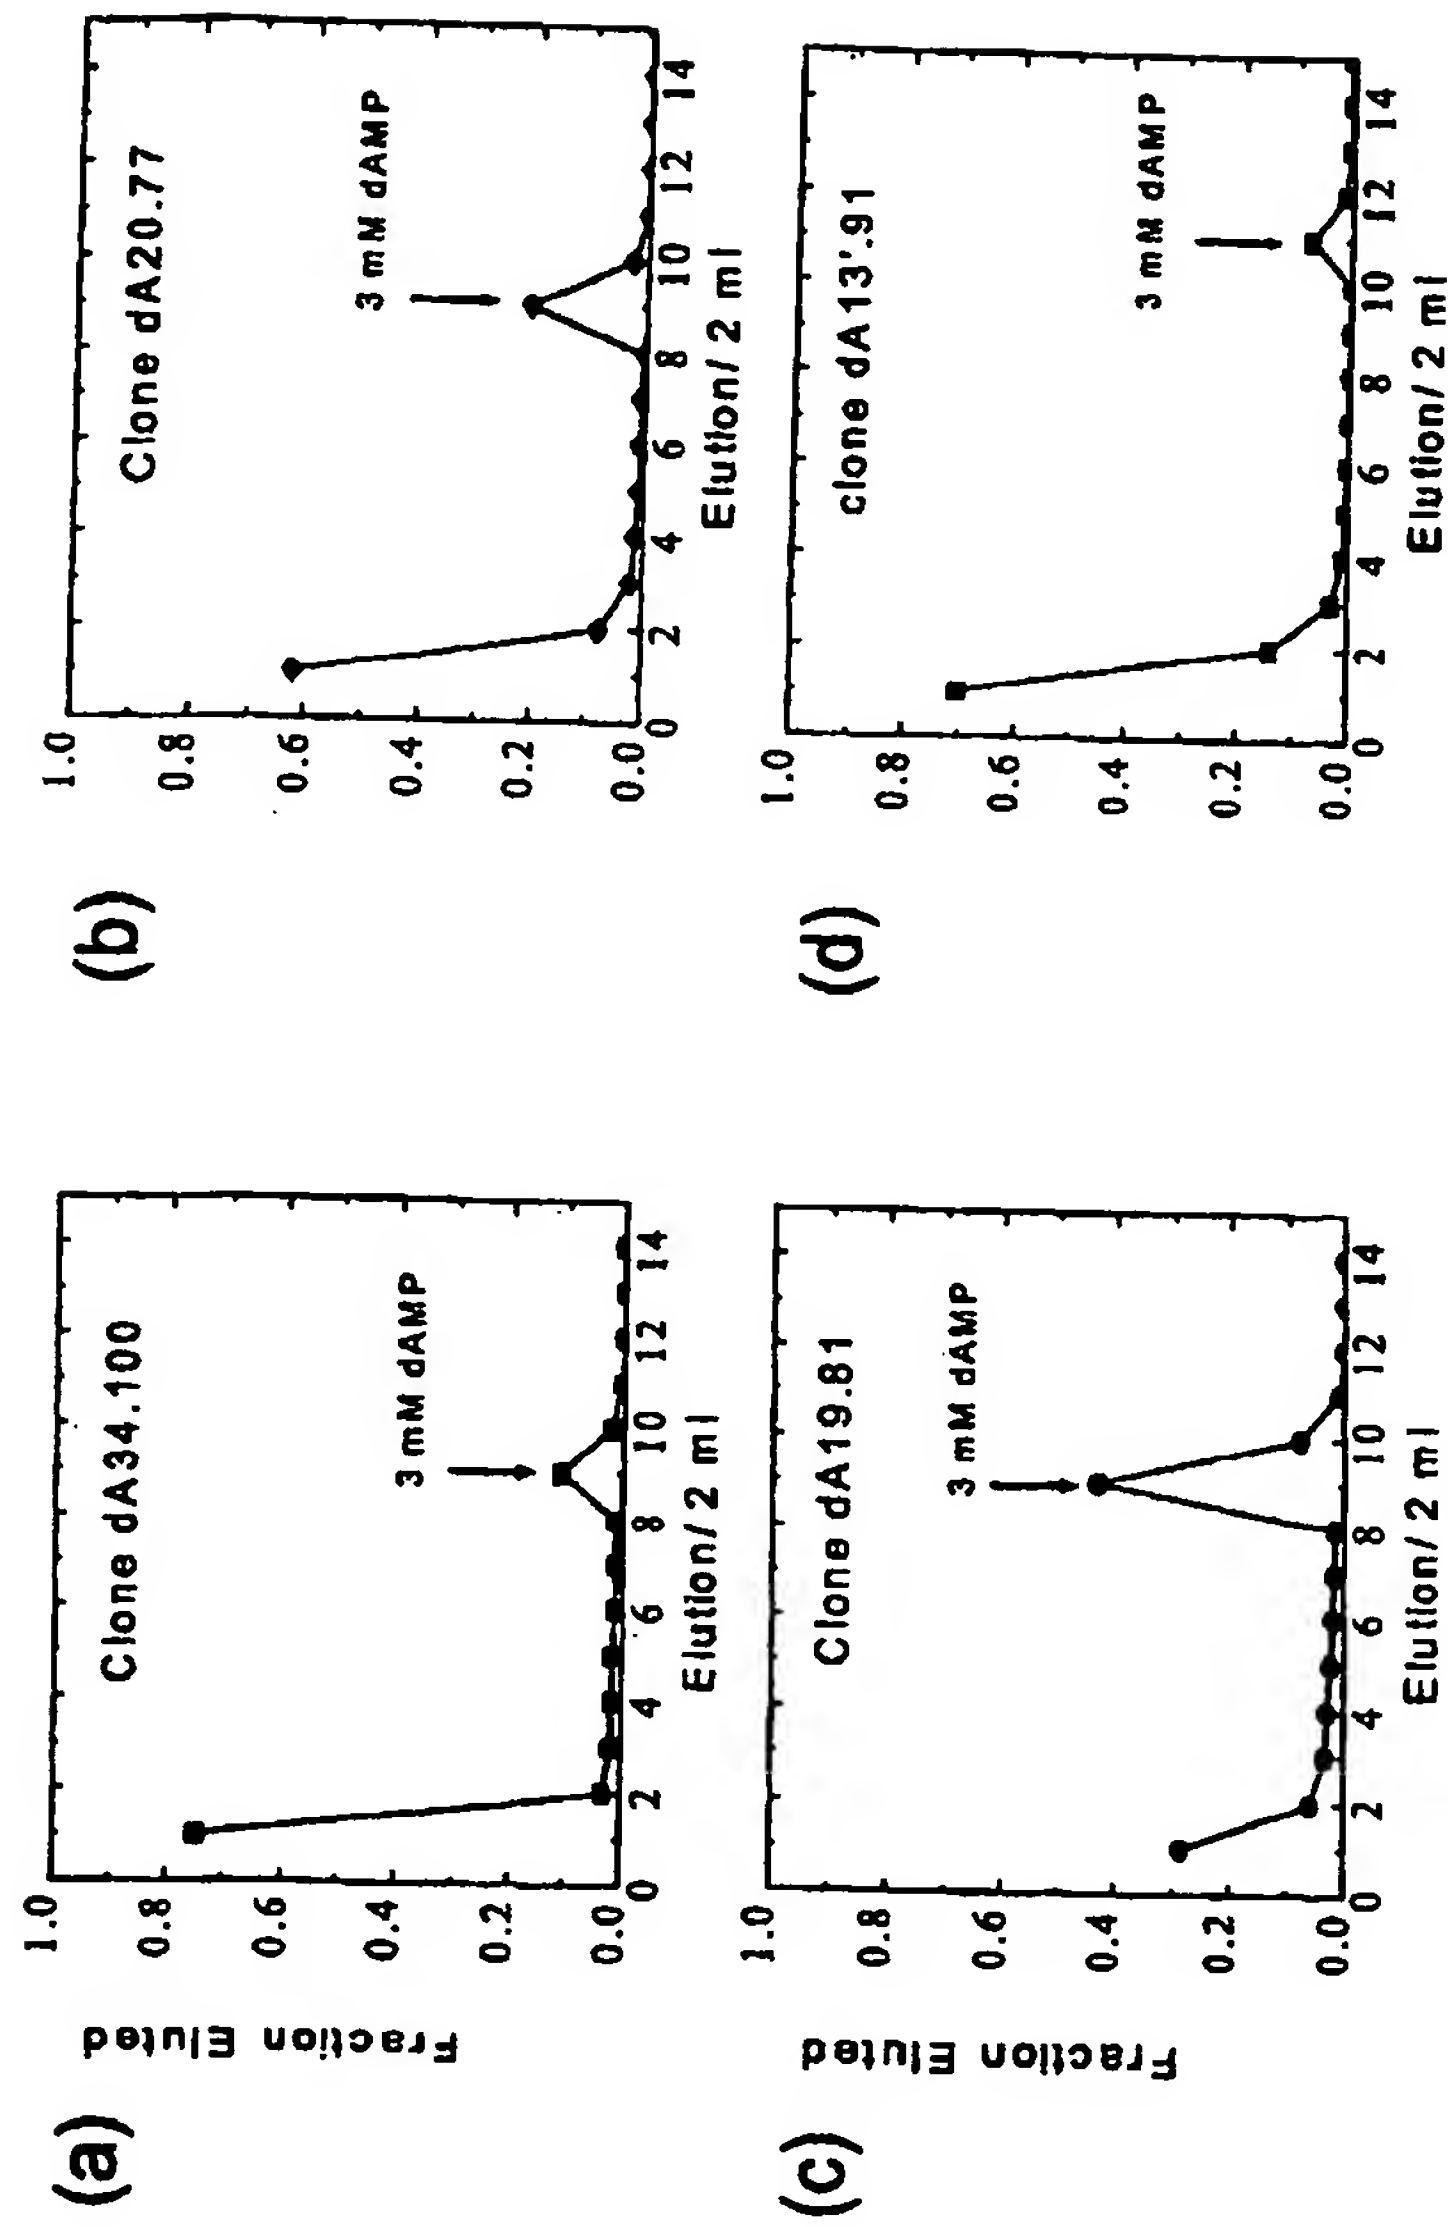 (a)
Fraction Eluted
1.0
0.8
0.6
0.4
0.2
0.0
Clone dA34.100
3 mM dAMP
0 2 4 6 8 10 12 14
Elution/ 2 ml
(b)
1.0
0.8
0.6
0.4
0.2
0.0
Clone dA20.77
3 mM dAMP
0 2 4 6 8 10 12 14
Elution/ 2 ml
(c)
Fraction Eluted
1.0
0.8
0.6
0.4
0.2
0.0
Clone dA19.81
3 mM dAMP
0 2 4 6 8 10 12 14
Elution/ 2 ml
(d)
1.0
0.8
0.6
0.4
0.2
0.0
clone dA13'.91
3 mM dAMP
0 2 4 6 8 10 12 14
Elution/ 2 ml